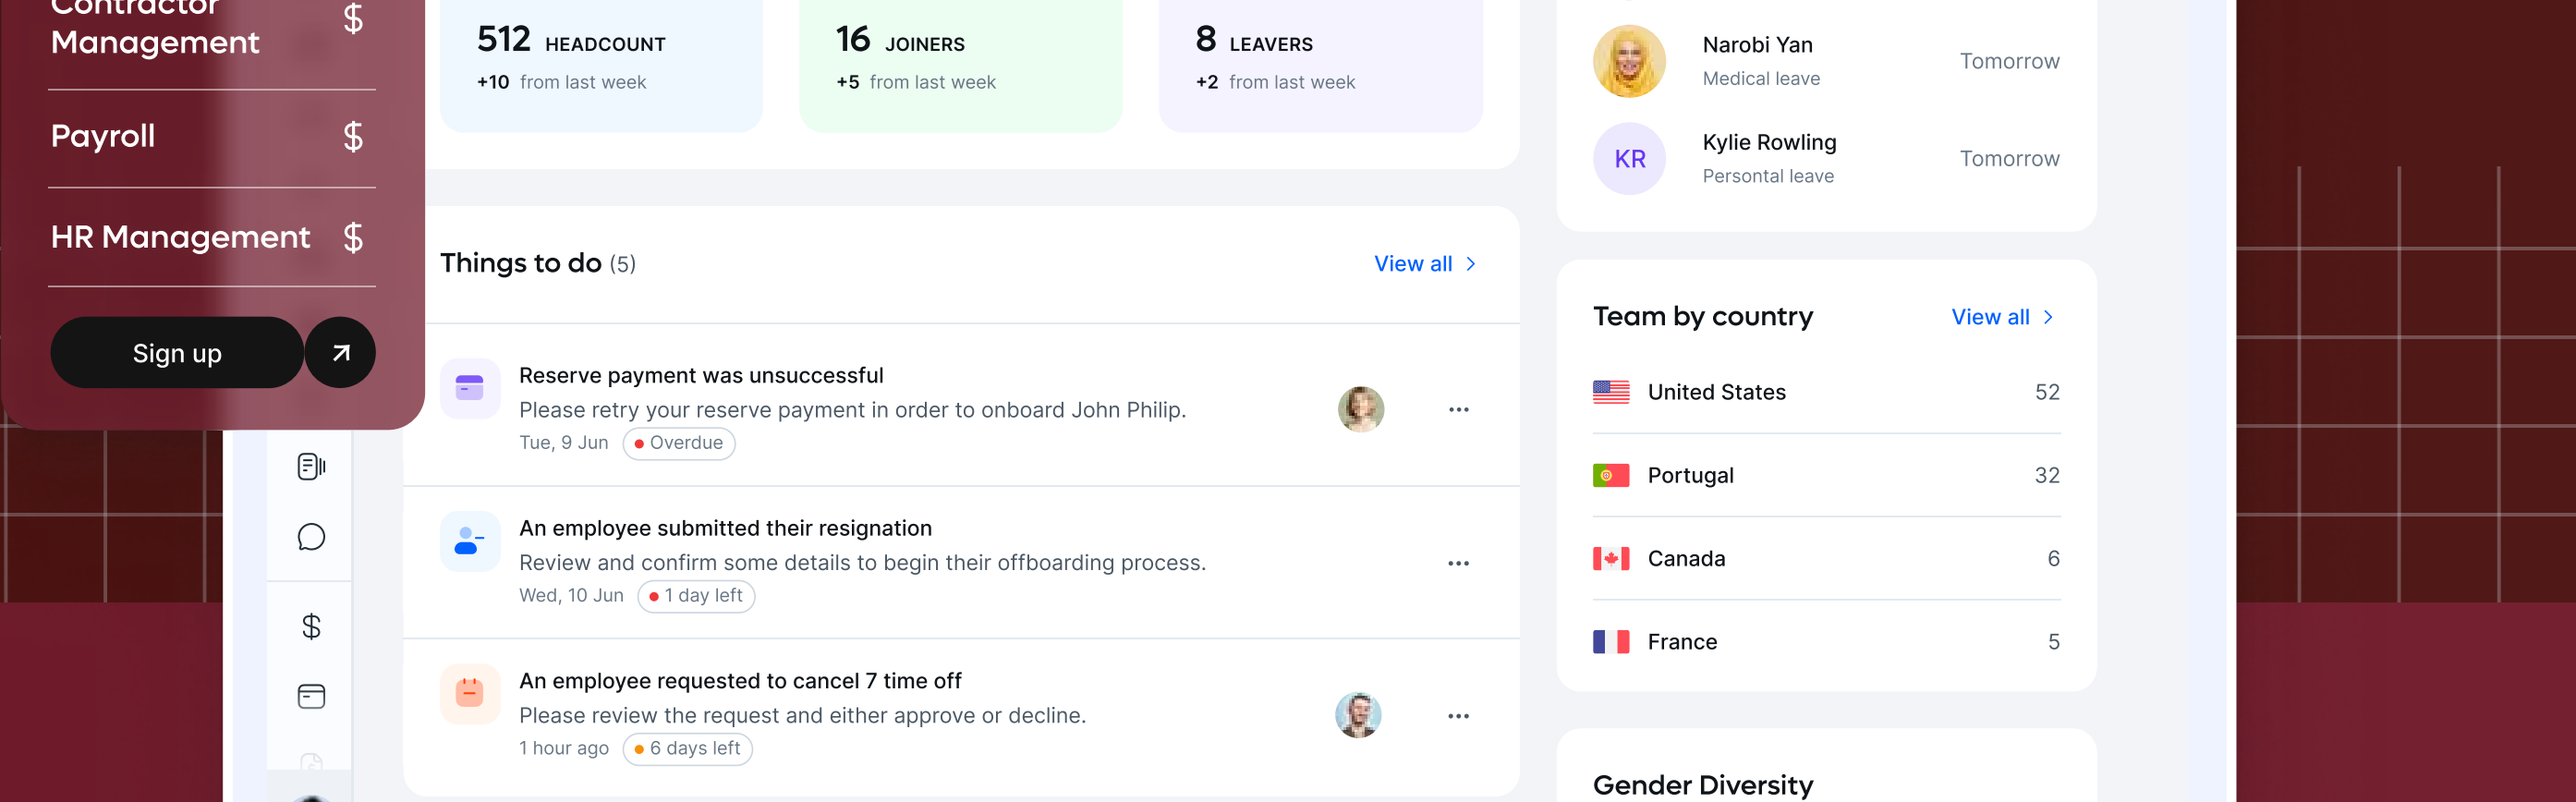 Contractor
Management
$
Payroll
$
HR Management
$
Sign up
512 HEADCOUNT
+10 from last week
16 JOINERS
+5 from last week
8 LEAVERS
+2 from last week
Things to do (5)
View all
Reserve payment was unsuccessful
Please retry your reserve payment in order to onboard John Philip.
Tue, 9 Jun
Overdue
An employee submitted their resignation
Review and confirm some details to begin their offboarding process.
Wed, 10 Jun
1 day left
An employee requested to cancel 7 time off
Please review the request and either approve or decline.
1 hour ago
6 days left
Narobi Yan
Medical leave
Tomorrow
KR
Kylie Rowling
Persontal leave
Tomorrow
Team by country
View all
United States
52
Portugal
32
Canada
6
France
5
Gender Diversity